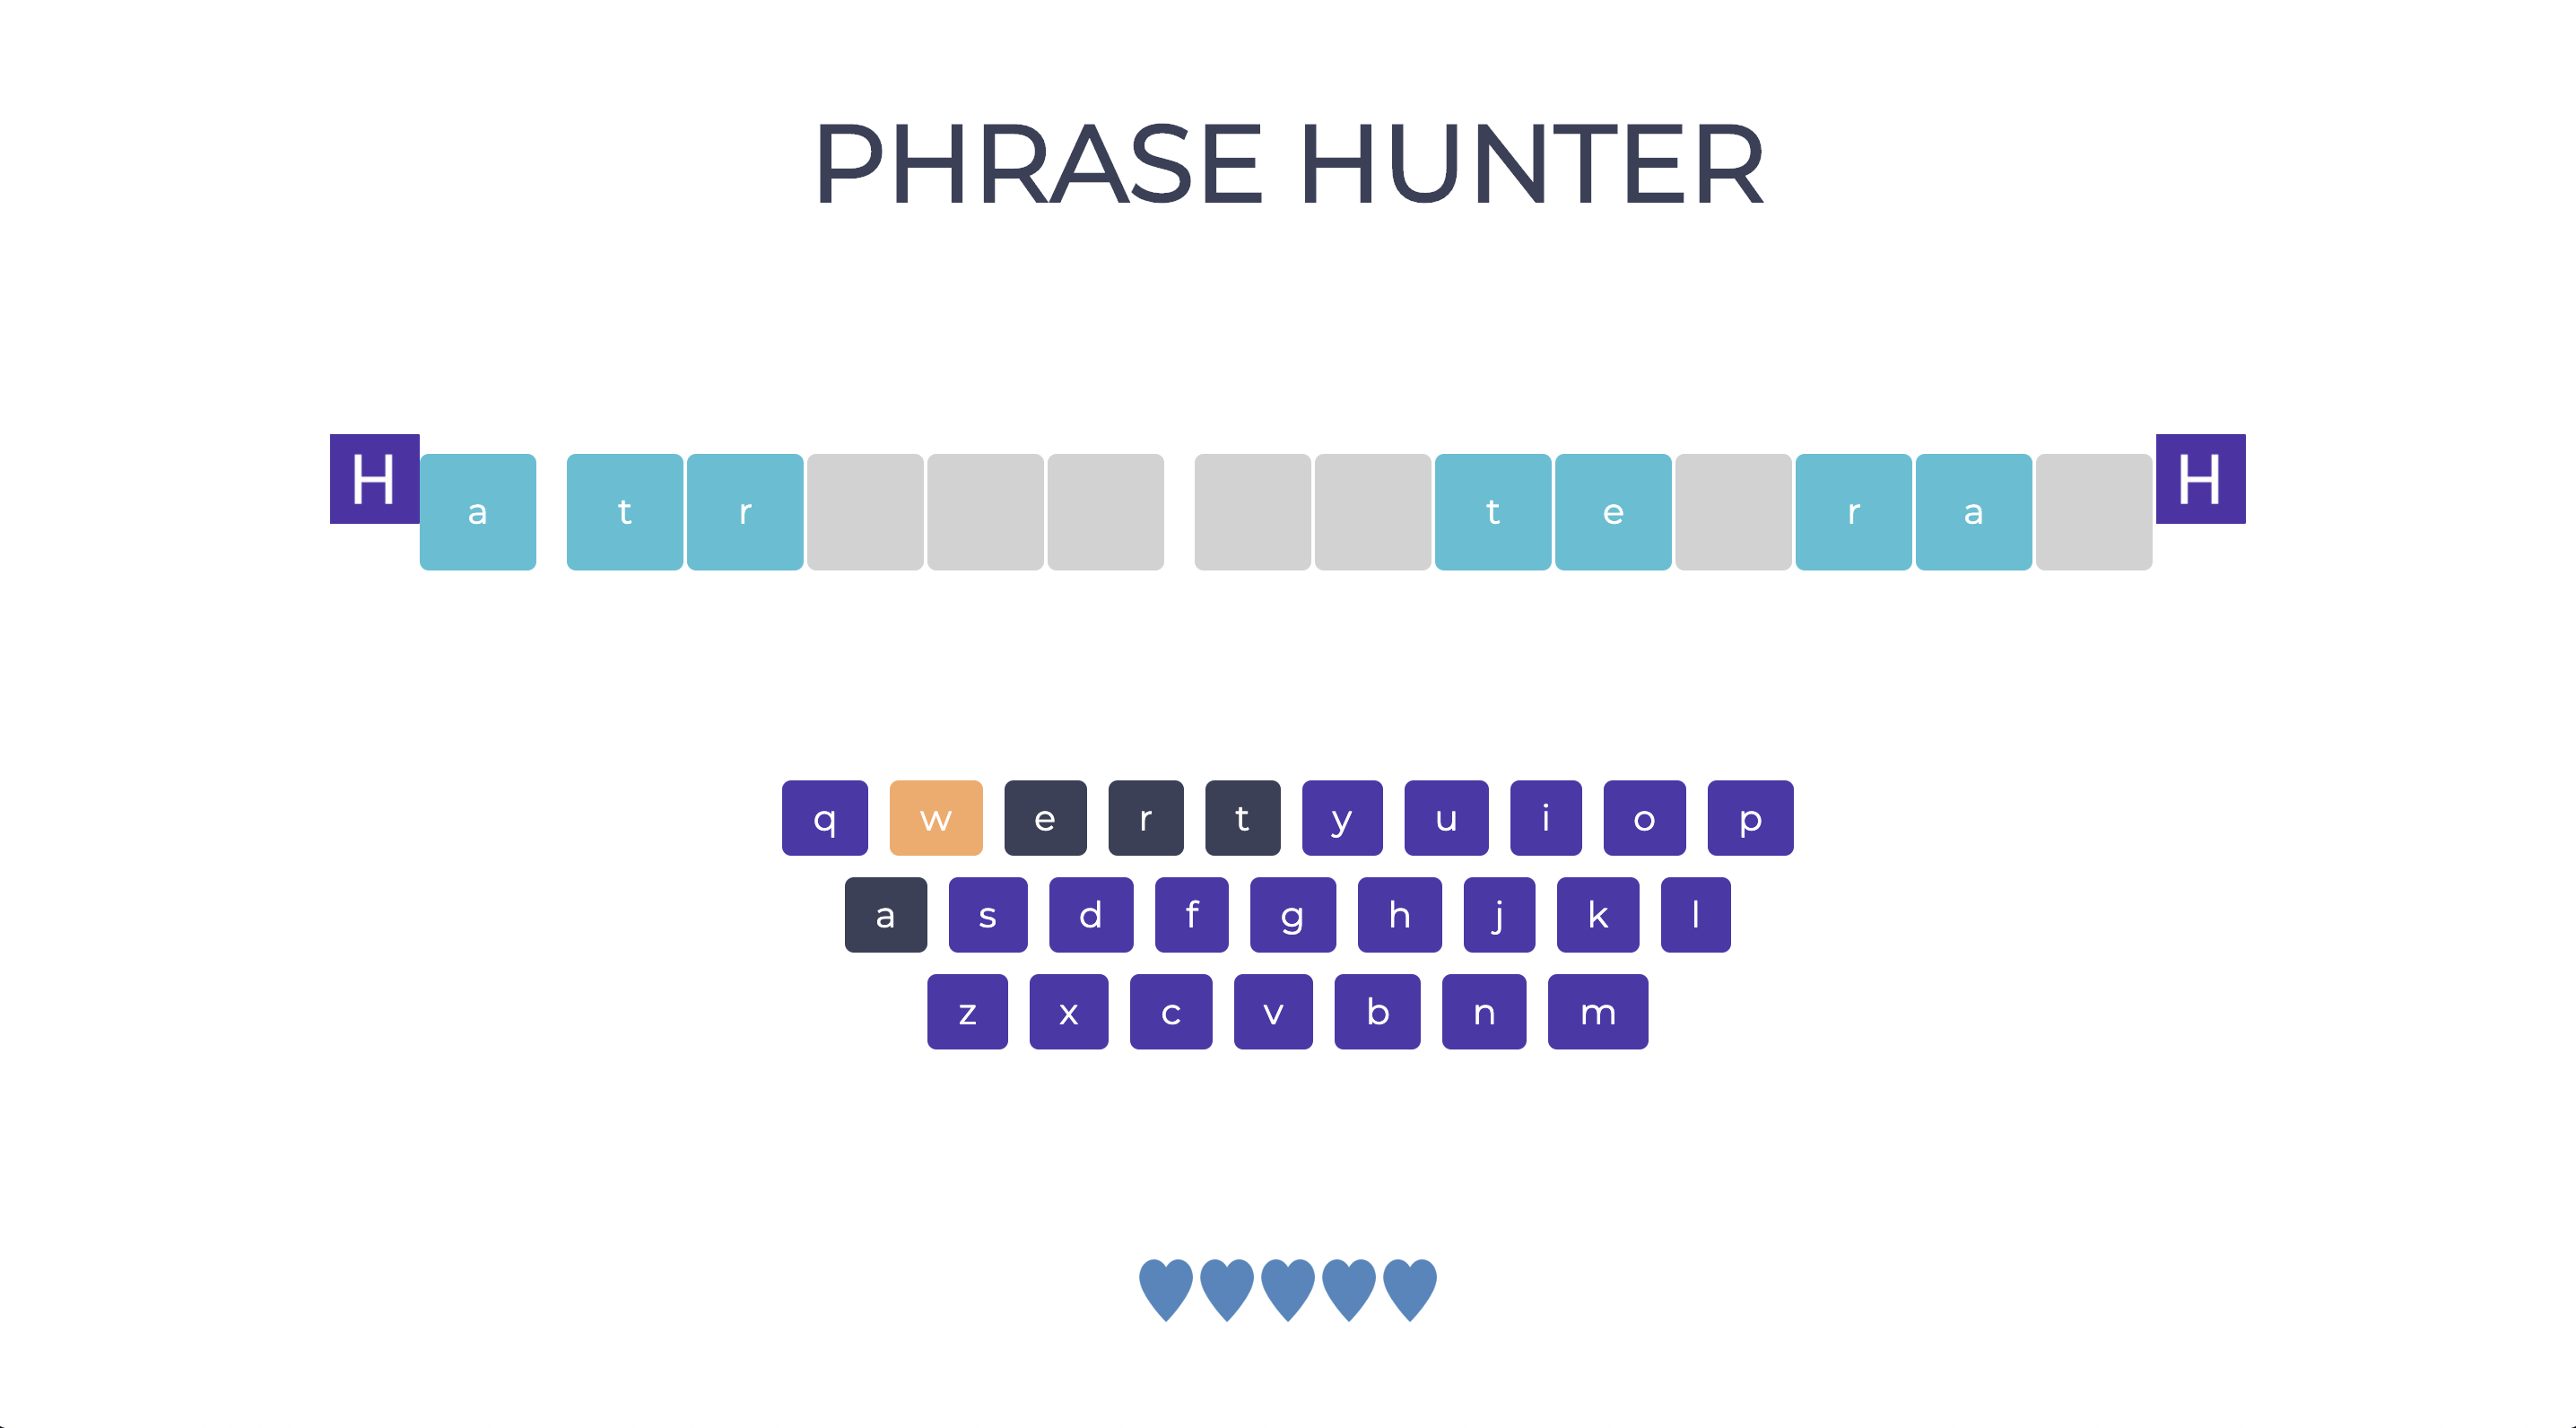 PHRASE HUNTER
H a t r t e r a H
q w e r t y u i o p
a s d f g h j k l
z x c v b n m